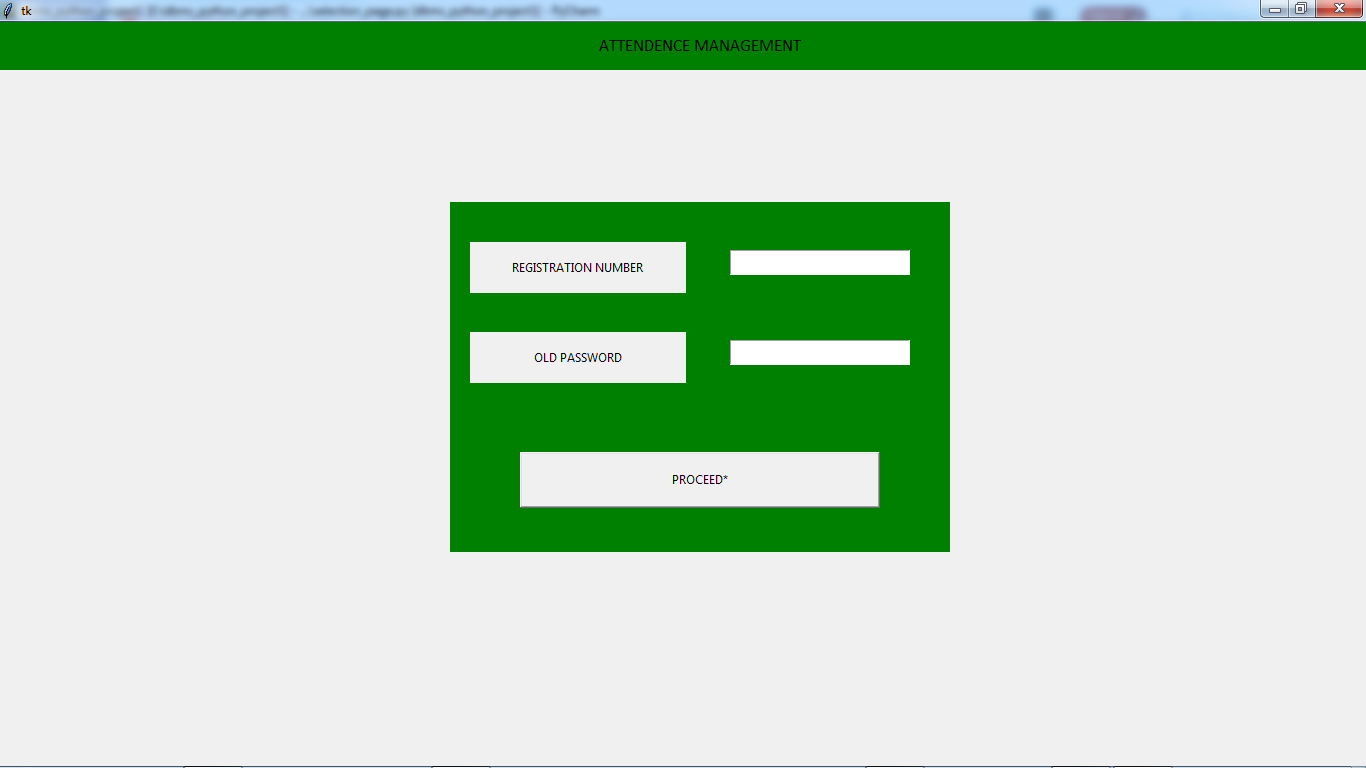 tk
ATTENDENCE MANAGEMENT
REGISTRATION NUMBER
OLD PASSWORD
PROCEED*